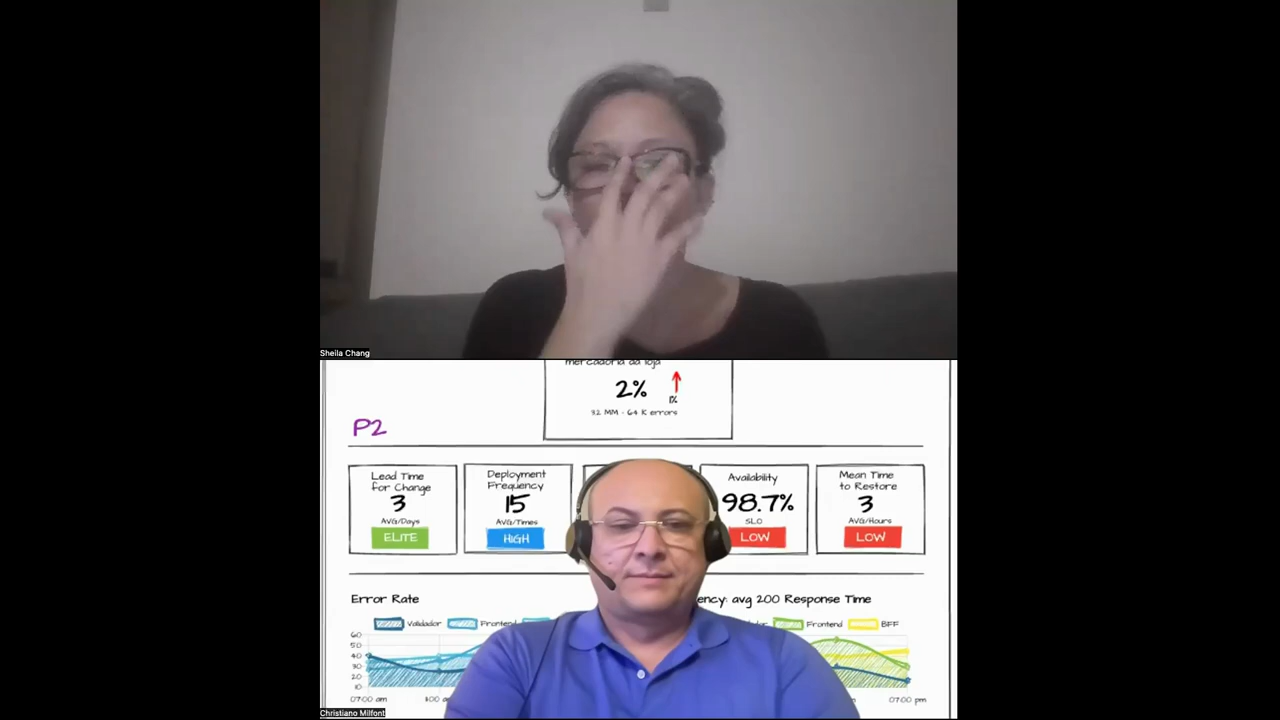 Sheila Chang
mercadoria da loja
2%
1%
3.2 MM - 64 K errors
P2
Lead Time
for Change
3
AVG/Days
ELITE
Deployment
Frequency
15
AVG/Times
HIGH
Availability
98.7%
SLO
LOW
Mean Time
to Restore
3
AVG/Hours
LOW
Error Rate
ency: avg 200 Response Time
Validador
Frontend
Frontend
BFF
60
50
40
30
20
10
07:00 am
07:00 pm
Christiano Milfont